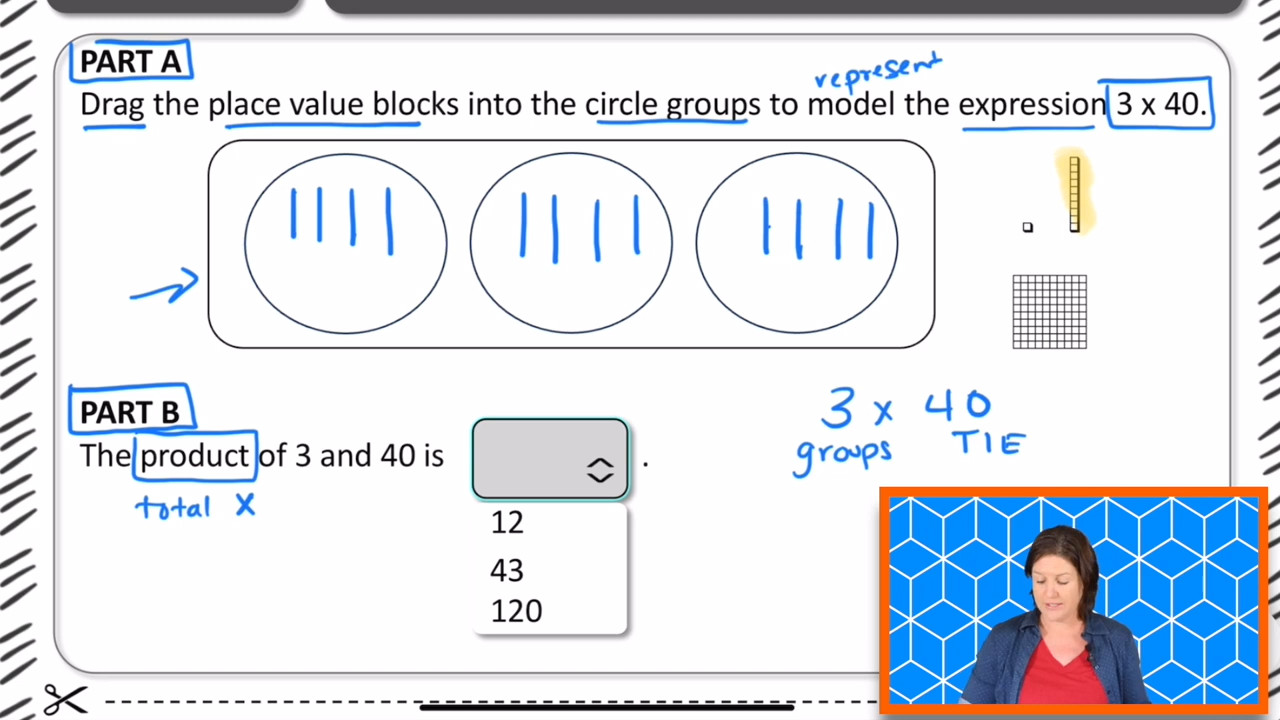 PART A
represent
Drag the place value blocks into the circle groups to model the expression 3 x 40.
PART B
3 x 40
The product of 3 and 40 is .
groups TIE
total x
12
43
120